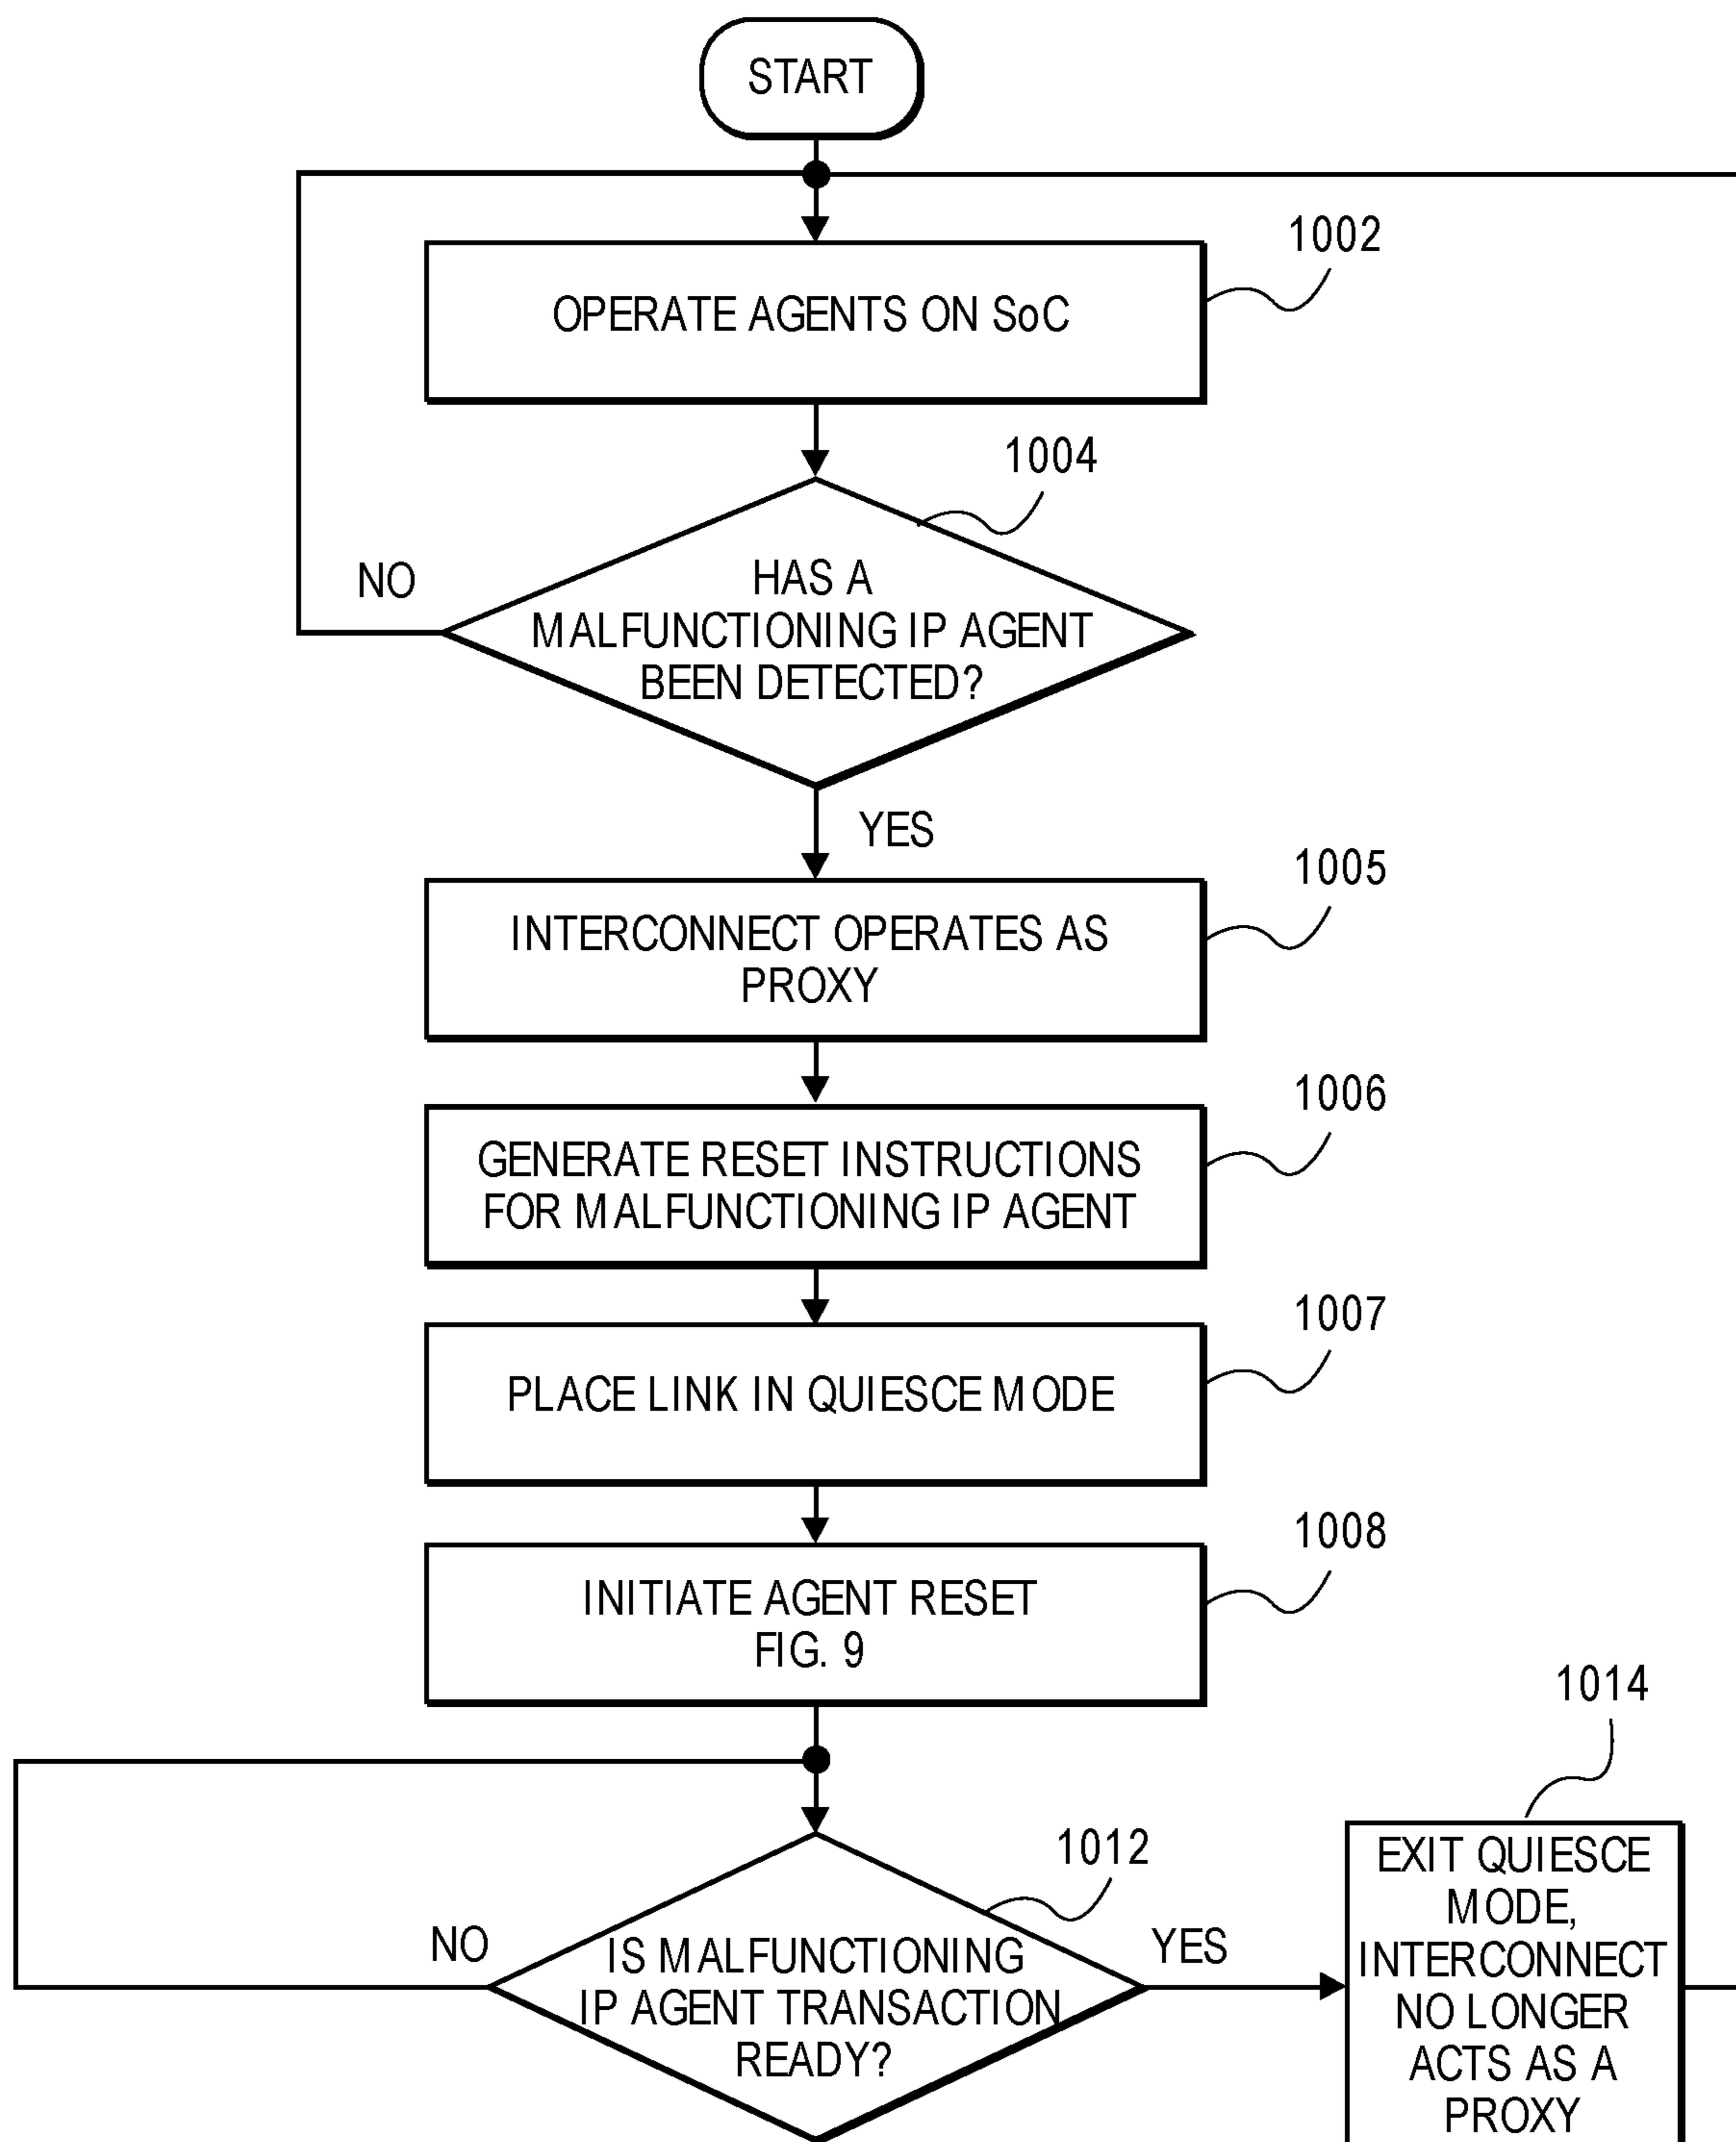 START
1002
OPERATE AGENTS ON SoC
1004
HAS A
MALFUNCTIONING IP AGENT
BEEN DETECTED?
NO
YES
1005
INTERCONNECT OPERATES AS
PROXY
1006
GENERATE RESET INSTRUCTIONS
FOR MALFUNCTIONING IP AGENT
1007
PLACE LINK IN QUIESCE MODE
1008
INITIATE AGENT RESET
FIG. 9
1012
IS MALFUNCTIONING
IP AGENT TRANSACTION
READY?
NO
YES
1014
EXIT QUIESCE
MODE,
INTERCONNECT
NO LONGER
ACTS AS A
PROXY